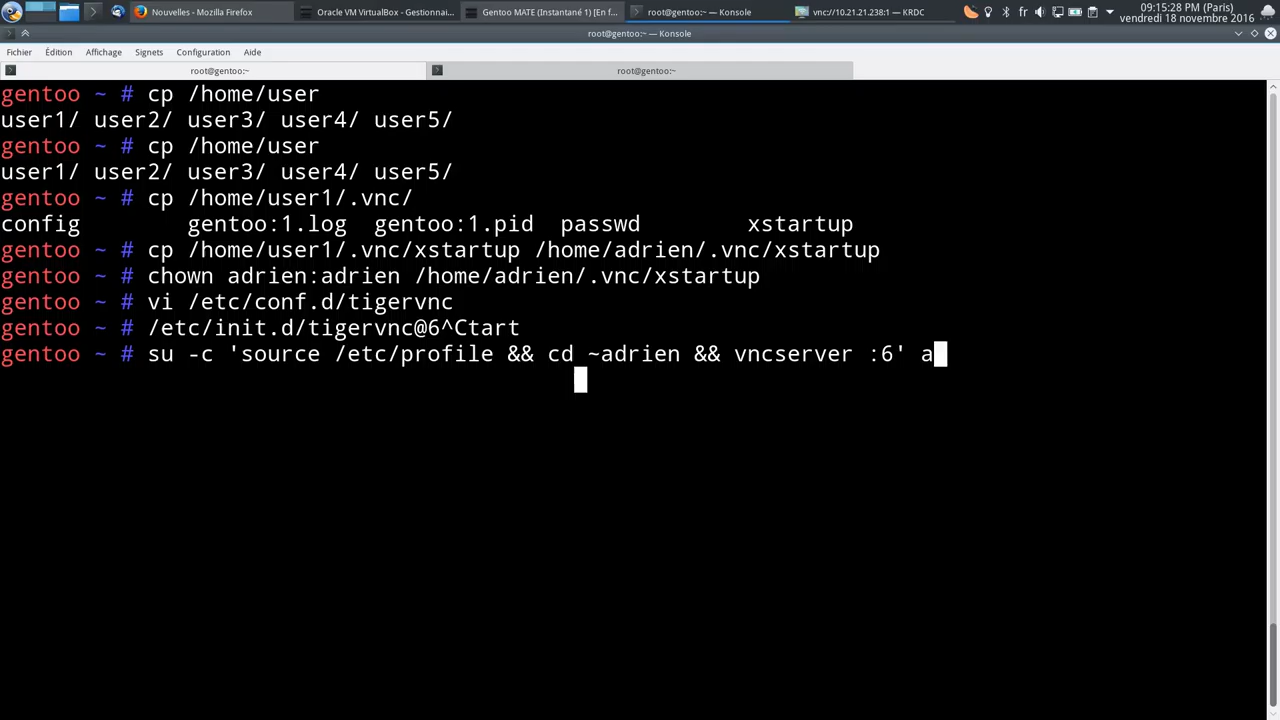 Nouvelles - Mozilla Firefox
Oracle VM VirtualBox - Gestionnai...
Gentoo MATE (Instantané 1) [En f...
root@gentoo:~ — Konsole
vnc://10.21.21.238:1 — KRDC
fr
09:15:28 PM (Paris)
vendredi 18 novembre 2016
root@gentoo:~ — Konsole
Fichier Édition Affichage Signets Configuration Aide
root@gentoo:~
root@gentoo:~
gentoo ~ # cp /home/user
user1/ user2/ user3/ user4/ user5/
gentoo ~ # cp /home/user
user1/ user2/ user3/ user4/ user5/
gentoo ~ # cp /home/user1/.vnc/
config gentoo:1.log gentoo:1.pid passwd xstartup
gentoo ~ # cp /home/user1/.vnc/xstartup /home/adrien/.vnc/xstartup
gentoo ~ # chown adrien:adrien /home/adrien/.vnc/xstartup
gentoo ~ # vi /etc/conf.d/tigervnc
gentoo ~ # /etc/init.d/tigervnc@6^Ctart
gentoo ~ # su -c 'source /etc/profile && cd ~adrien && vncserver :6' a